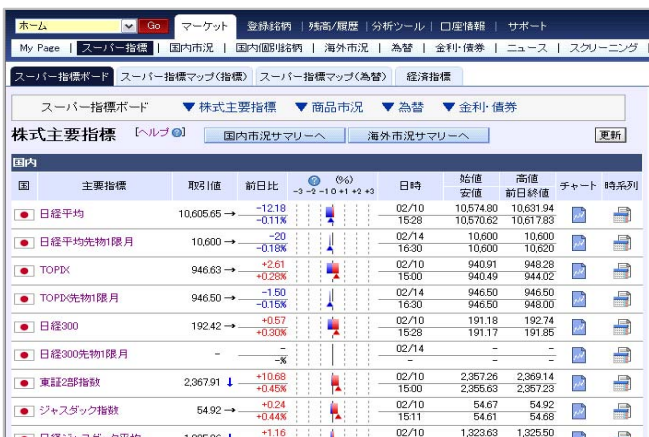 ホーム Go マーケット 登録銘柄 | 残高/履歴 | 分析ツール | 口座情報 | サポート
My Page | スーパー指標 | 国内市況 | 国内個別銘柄 | 海外市況 | 為替 | 金利・債券 | ニュース | スクリーニング
スーパー指標ボード スーパー指標マップ(指標) スーパー指標マップ(為替) 経済指標
スーパー指標ボード ▼株式主要指標 ▼商品市況 ▼為替 ▼金利・債券
株式主要指標 [ヘルプ?] 国内市況サマリーへ 海外市況サマリーへ 更新
国内
国 主要指標 取引値 前日比 ? (%) -3 -2 -1 0 +1 +2 +3 日時 始値 高値 チャート 時系列
安値 前日終値
日経平均 10,605.65→ -12.18 02/10 10,574.80 10,631.94
-0.11% 15:28 10,570.62 10,617.83
日経平均先物1限月 10,600→ -20 02/14 10,600 10,600
-0.18% 16:30 10,600 10,620
TOPIX 946.63→ +2.61 02/10 940.91 948.28
+0.28% 15:00 940.49 944.02
TOPIX先物1限月 946.50→ -1.50 02/14 946.50 946.50
-0.15% 16:30 946.50 948.00
日経300 192.42→ +0.57 02/10 191.18 192.74
+0.30% 15:28 191.17 191.85
日経300先物1限月 - - 02/14 - -
-% - -
東証2部指数 2,367.91↓ +10.68 02/10 2,357.26 2,369.14
+0.45% 15:00 2,355.63 2,357.23
ジャスダック指数 54.92→ +0.24 02/10 54.67 54.92
+0.44% 15:11 54.61 54.68
+1.16 02/10 1,323.63 1,325.50